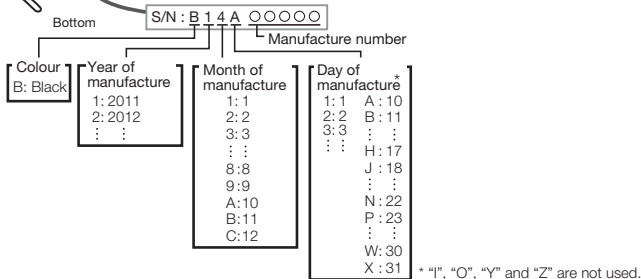 Bottom
S/N : B 1 4 A ○○○○○
Manufacture number
Colour
B: Black
Year of
manufacture
1: 2011
2: 2012
⋮ ⋮
Month of
manufacture
1: 1
2: 2
3: 3
⋮ ⋮
8:8
9:9
A:10
B:11
C:12
Day of
manufacture*
1: 1 A : 10
2: 2 B : 11
3: 3 ⋮ ⋮
⋮ ⋮ H : 17
J : 18
⋮ ⋮
N : 22
P : 23
⋮ ⋮
W: 30
X : 31
* "I", "O", "Y" and "Z" are not used.